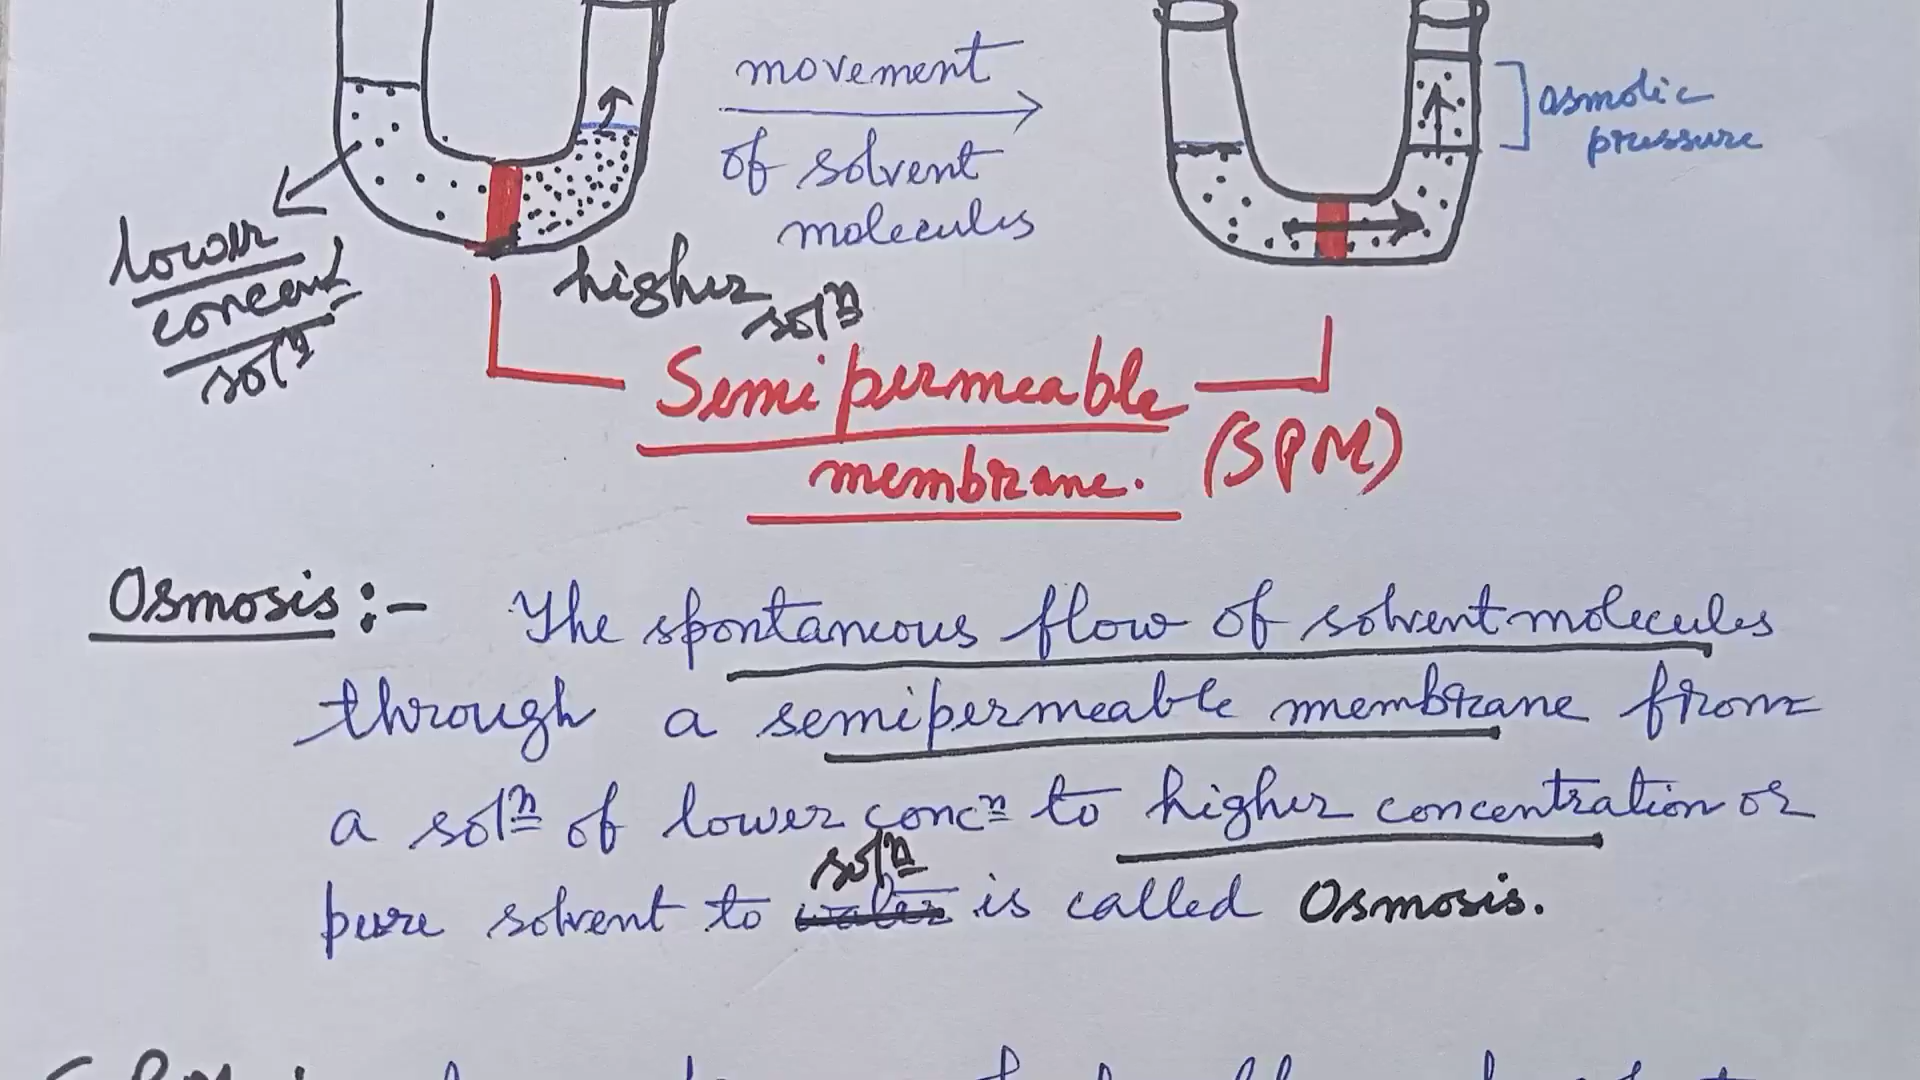 movement
of solvent
molecules
osmotic
pressure
lower
concent
solⁿ
higher
solⁿ
Semipermeable
membrane. (SPM)
Osmosis :- The spontaneous flow of solvent molecules
through a semipermeable membrane from
a solⁿ of lower concⁿ to higher concentration or
solⁿ
pure solvent to water is called Osmosis.